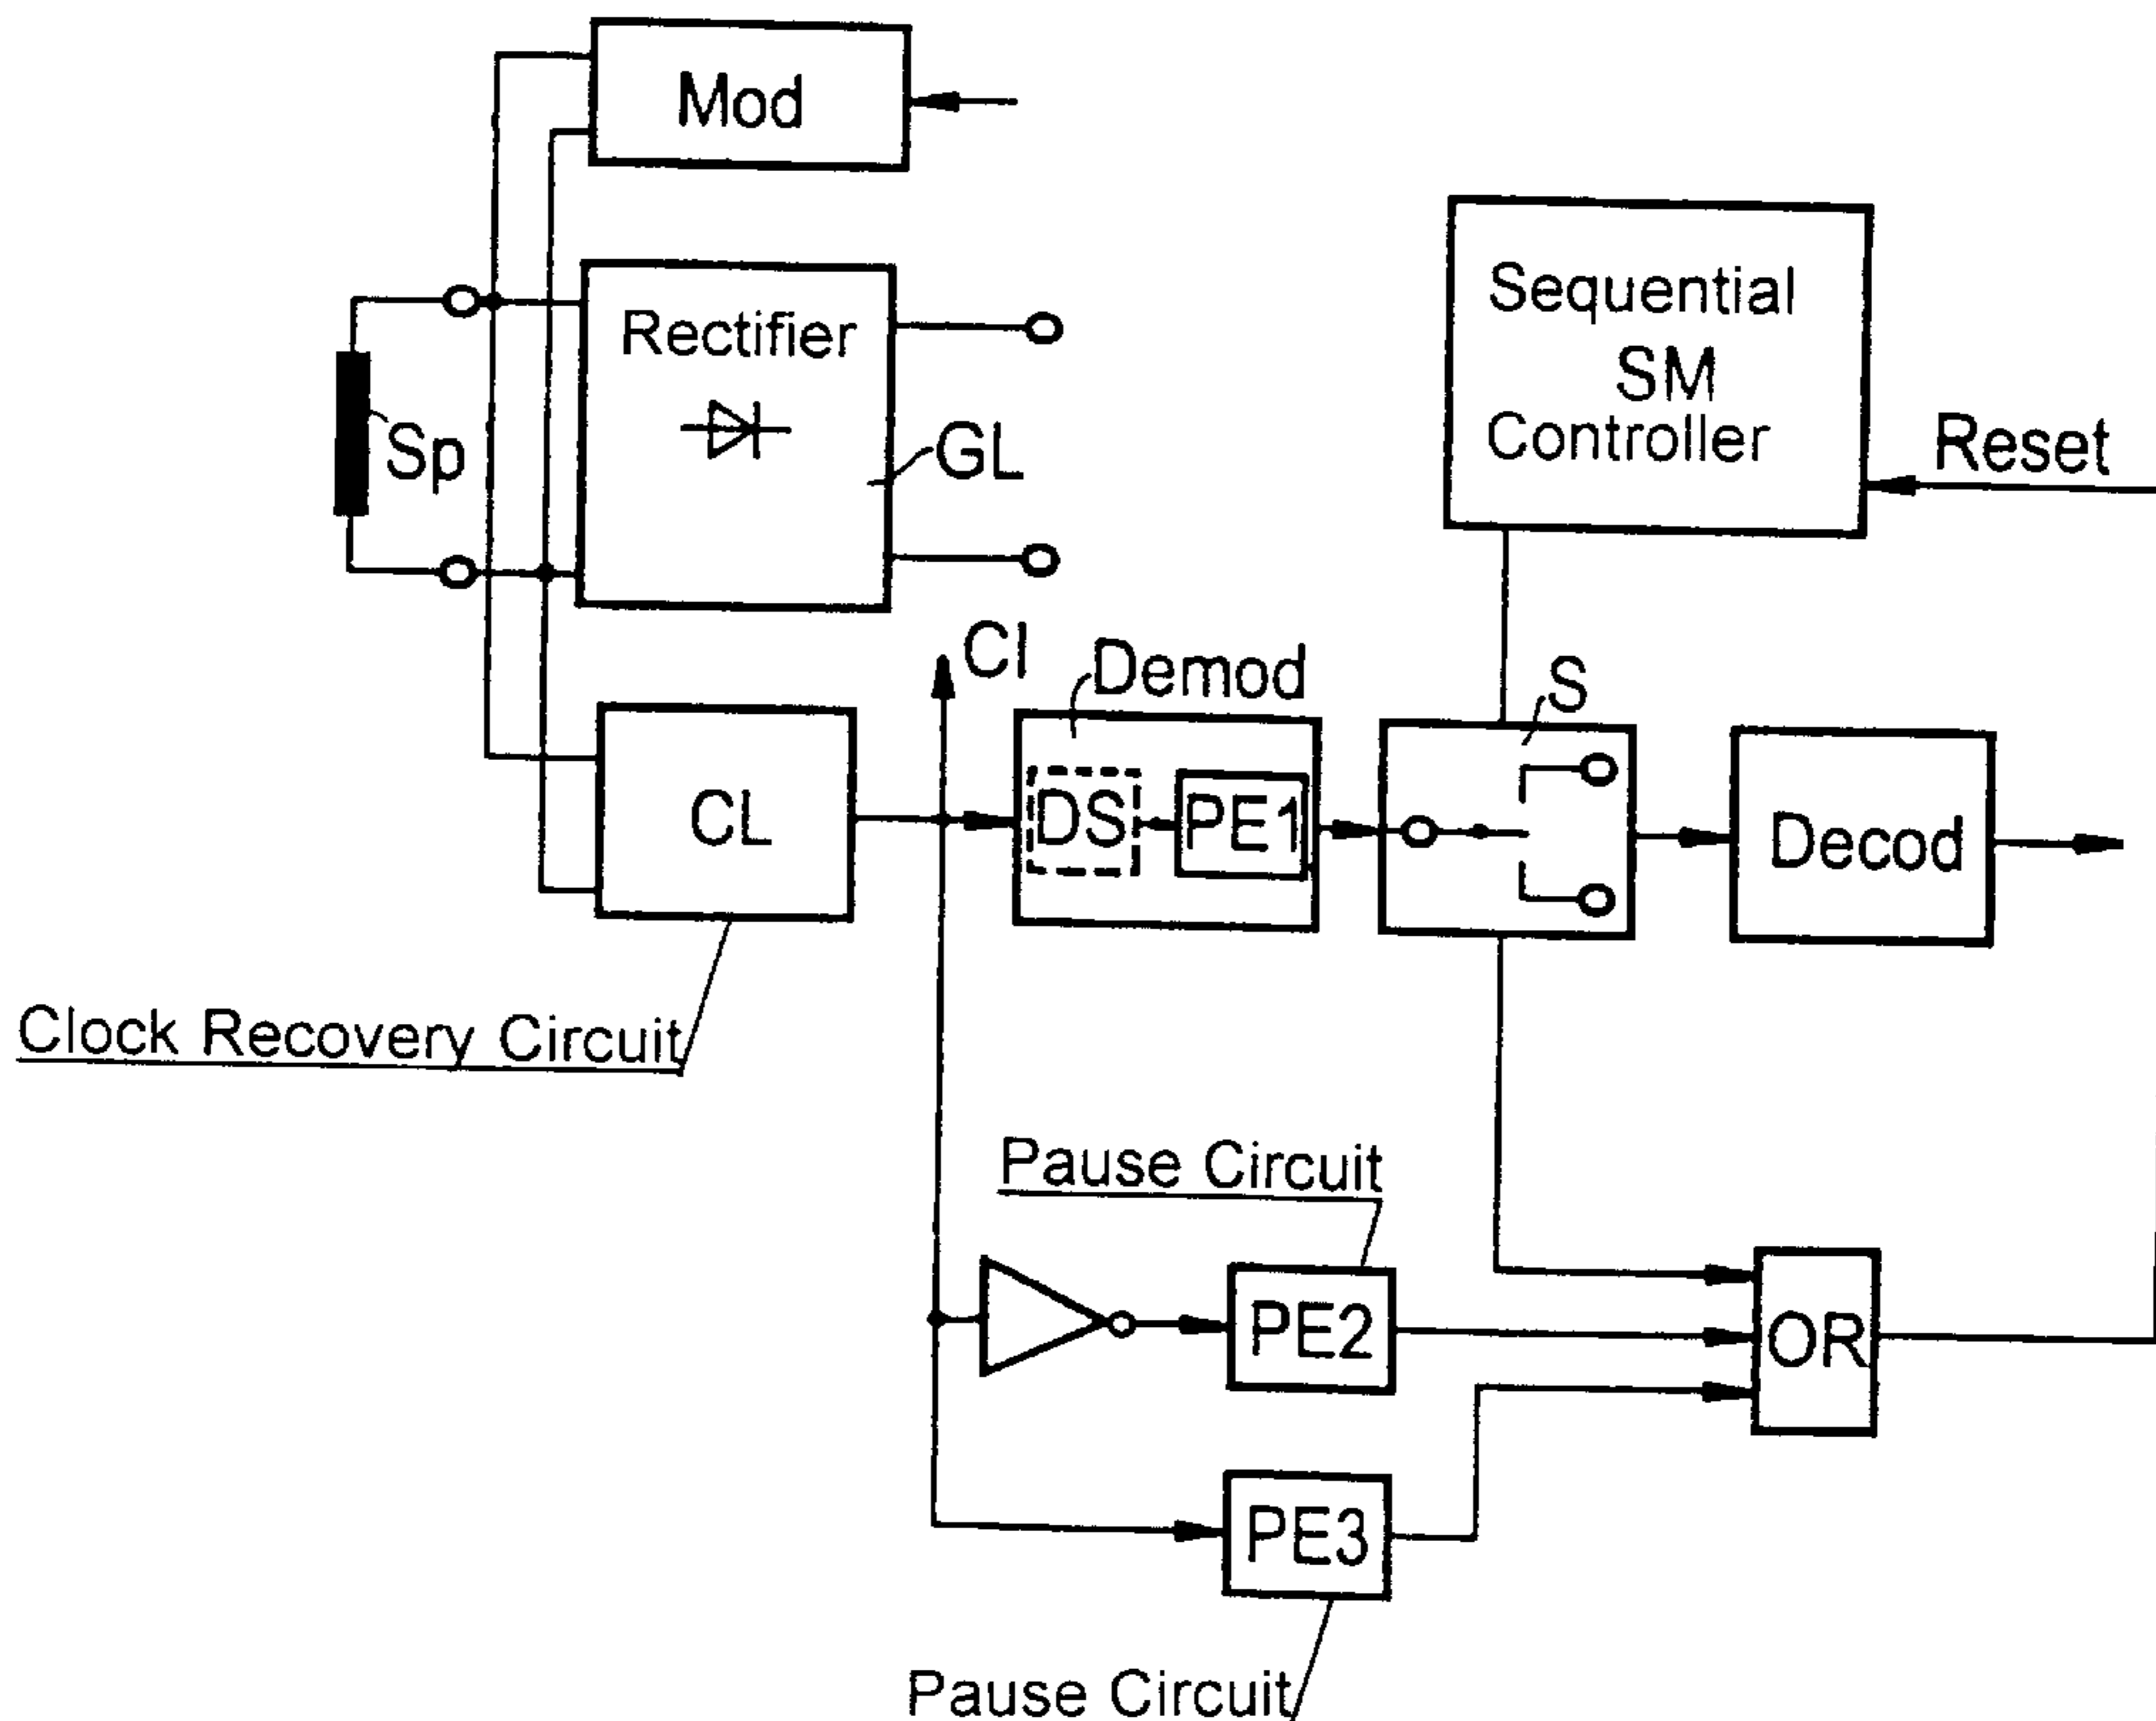 Mod
Rectifier
Sp
GL
Sequential
SM
Controller
Reset
Cl
Demod
S
CL
DS
PE1
Decod
Clock Recovery Circuit
Pause Circuit
PE2
OR
PE3
Pause Circuit